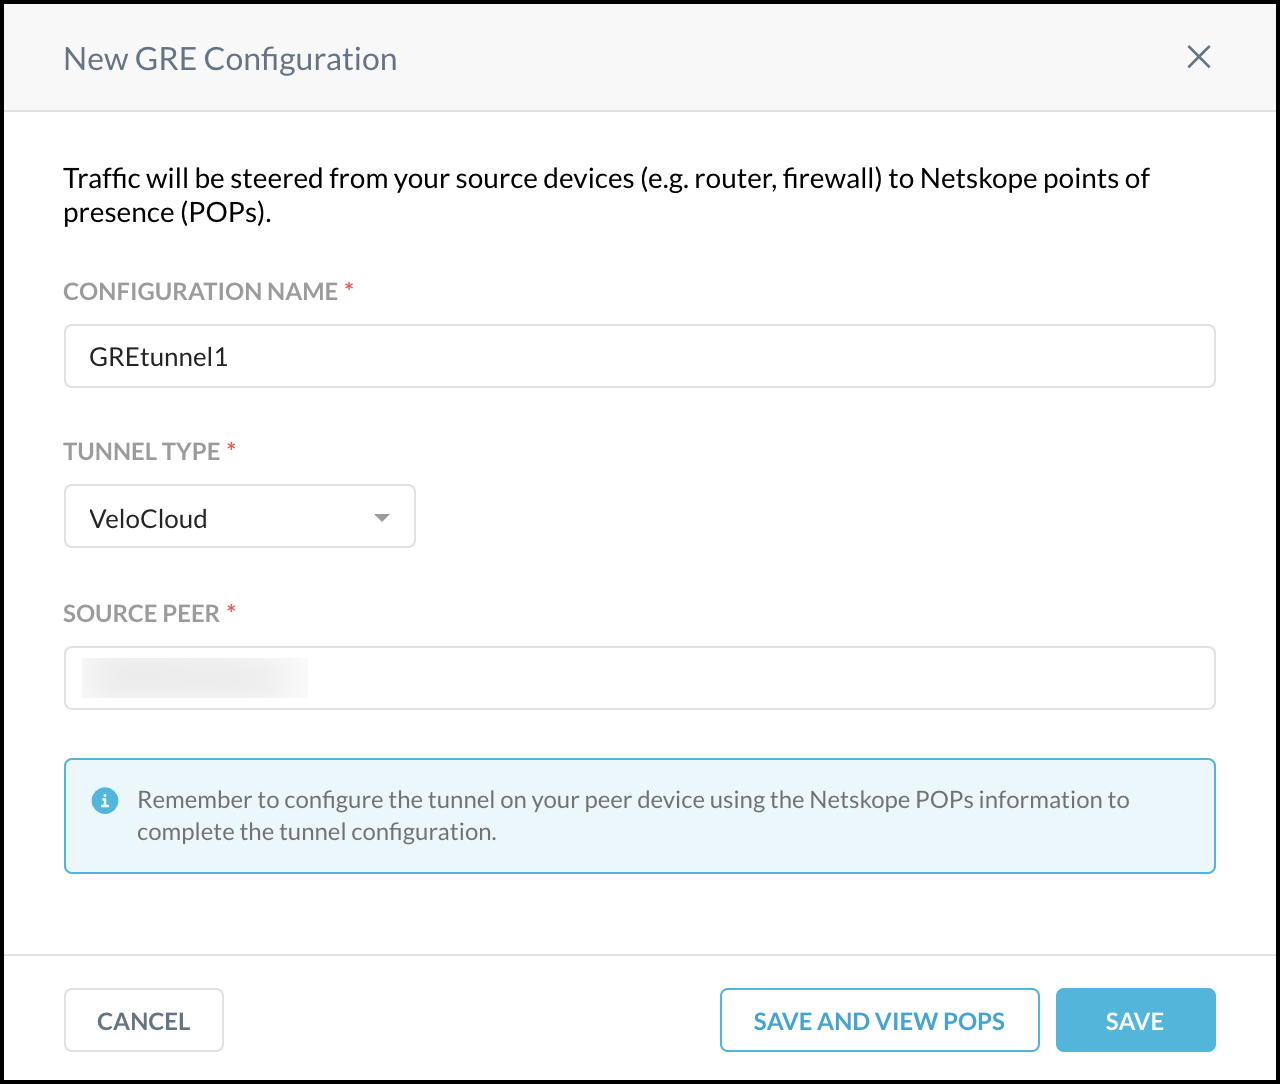 New GRE Configuration
Traffic will be steered from your source devices (e.g. router, firewall) to Netskope points of
presence (POPs).
CONFIGURATION NAME *
GREtunnel1
TUNNEL TYPE *
VeloCloud
SOURCE PEER *
Remember to configure the tunnel on your peer device using the Netskope POPs information to
complete the tunnel configuration.
CANCEL
SAVE AND VIEW POPS
SAVE